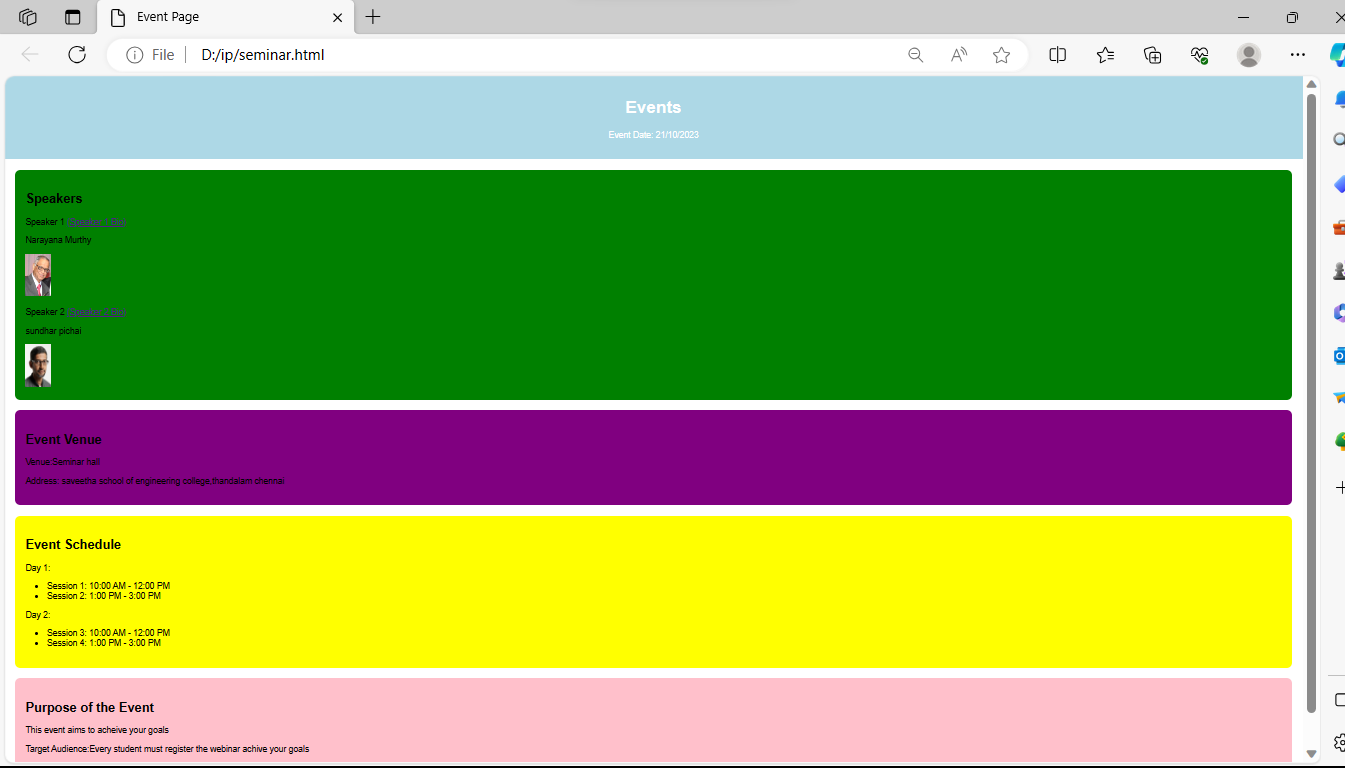 Event Page
File
D:/ip/seminar.html
Events
Event Date: 21/10/2023
Speakers
Speaker 1 (Speaker 1 Bio)
Narayana Murthy
Speaker 2 (Speaker 2 Bio)
sundhar pichai
Event Venue
Venue:Seminar hall
Address: saveetha school of engineering college,thandalam chennai
Event Schedule
Day 1:
Session 1: 10:00 AM - 12:00 PM
Session 2: 1:00 PM - 3:00 PM
Day 2:
Session 3: 10:00 AM - 12:00 PM
Session 4: 1:00 PM - 3:00 PM
Purpose of the Event
This event aims to acheive your goals
Target Audience:Every student must register the webinar achive your goals